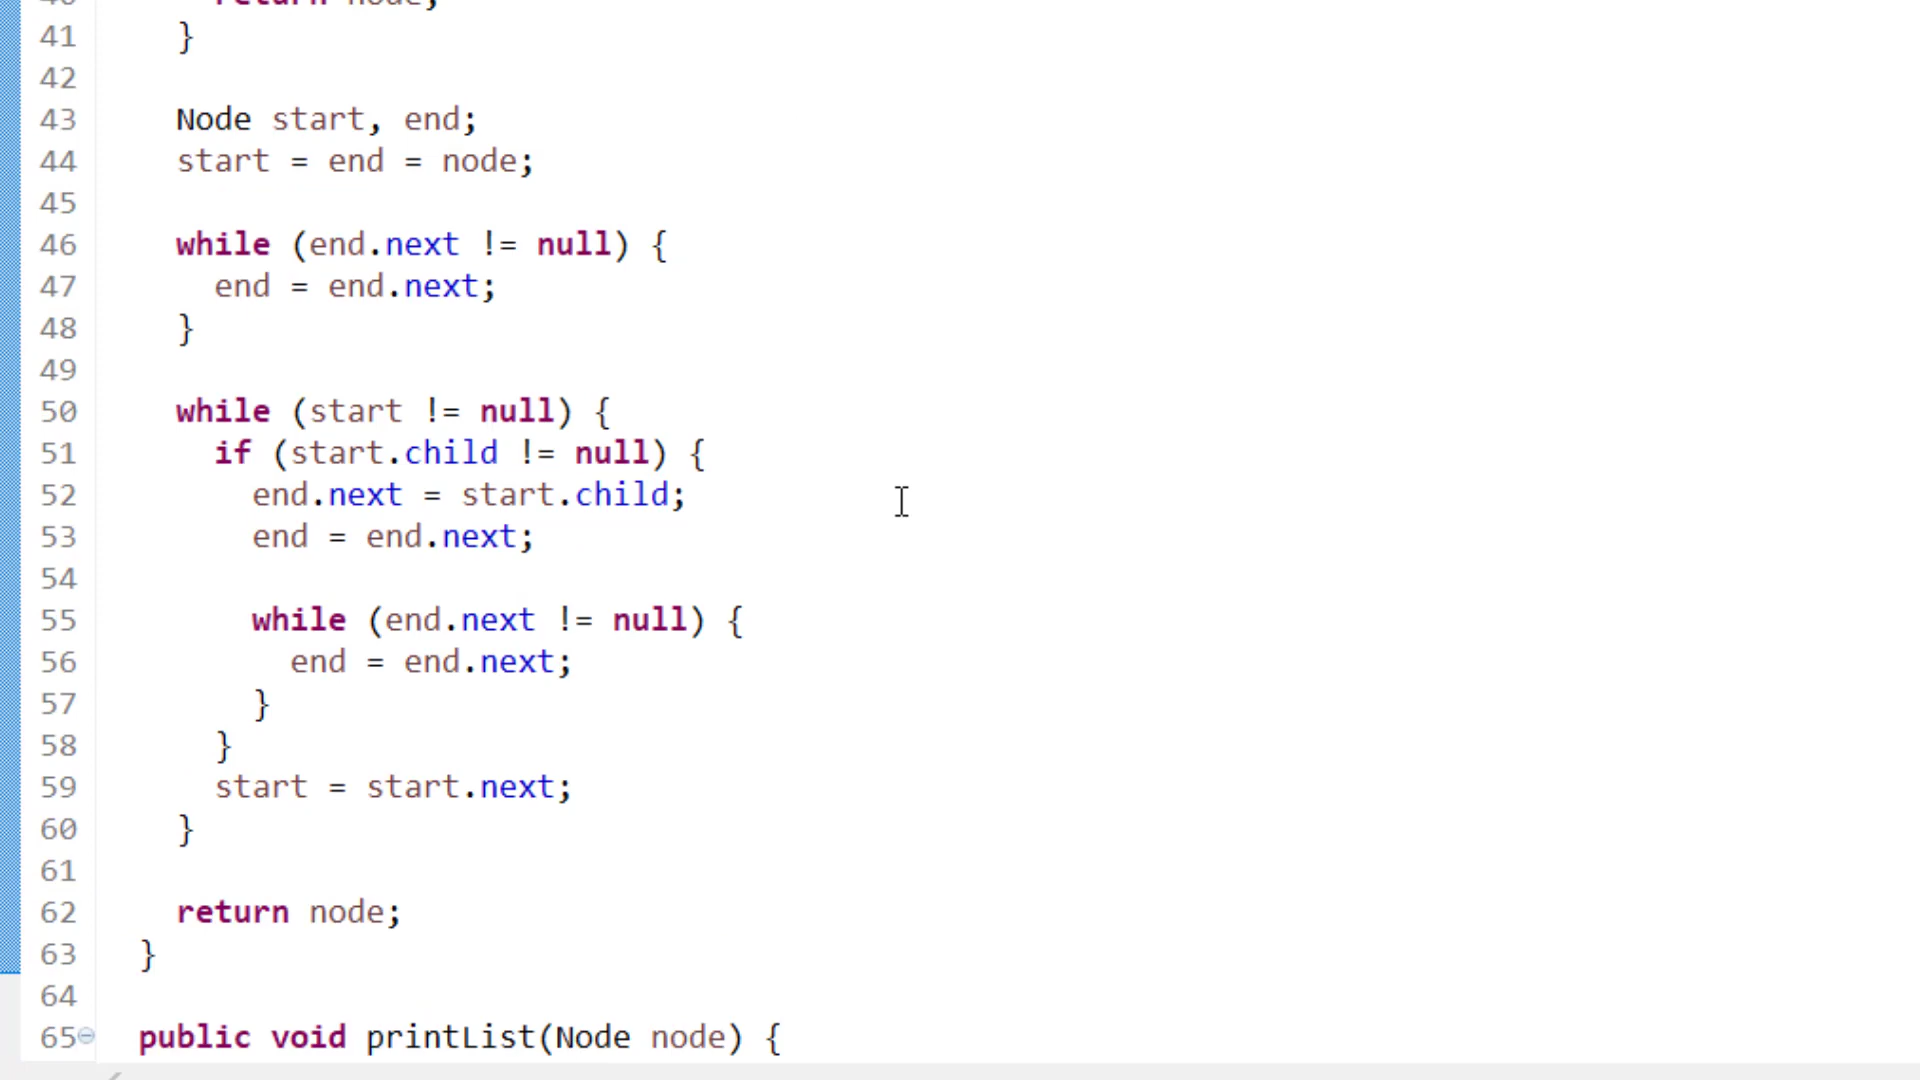 40 return node;
41 }
42
43 Node start, end;
44 start = end = node;
45
46 while (end.next != null) {
47 end = end.next;
48 }
49
50 while (start != null) {
51 if (start.child != null) {
52 end.next = start.child;
53 end = end.next;
54
55 while (end.next != null) {
56 end = end.next;
57 }
58 }
59 start = start.next;
60 }
61
62 return node;
63 }
64
65 public void printList(Node node) {